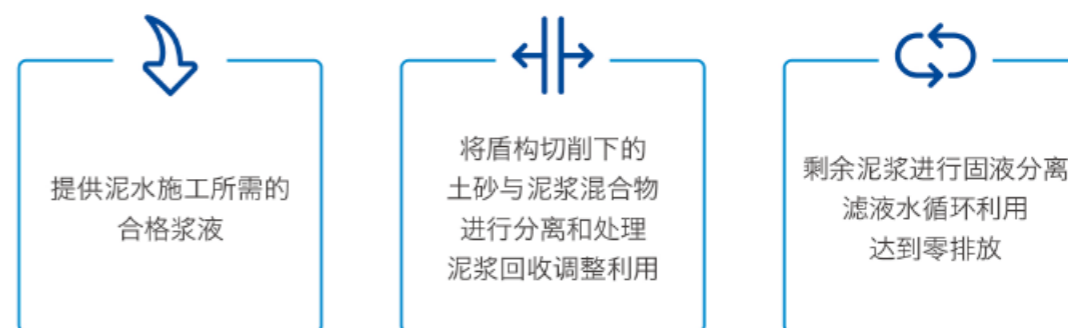 提供泥水施工所需的
合格浆液
将盾构切削下的
土砂与泥浆混合物
进行分离和处理
泥浆回收调整利用
剩余泥浆进行固液分离
滤液水循环利用
达到零排放